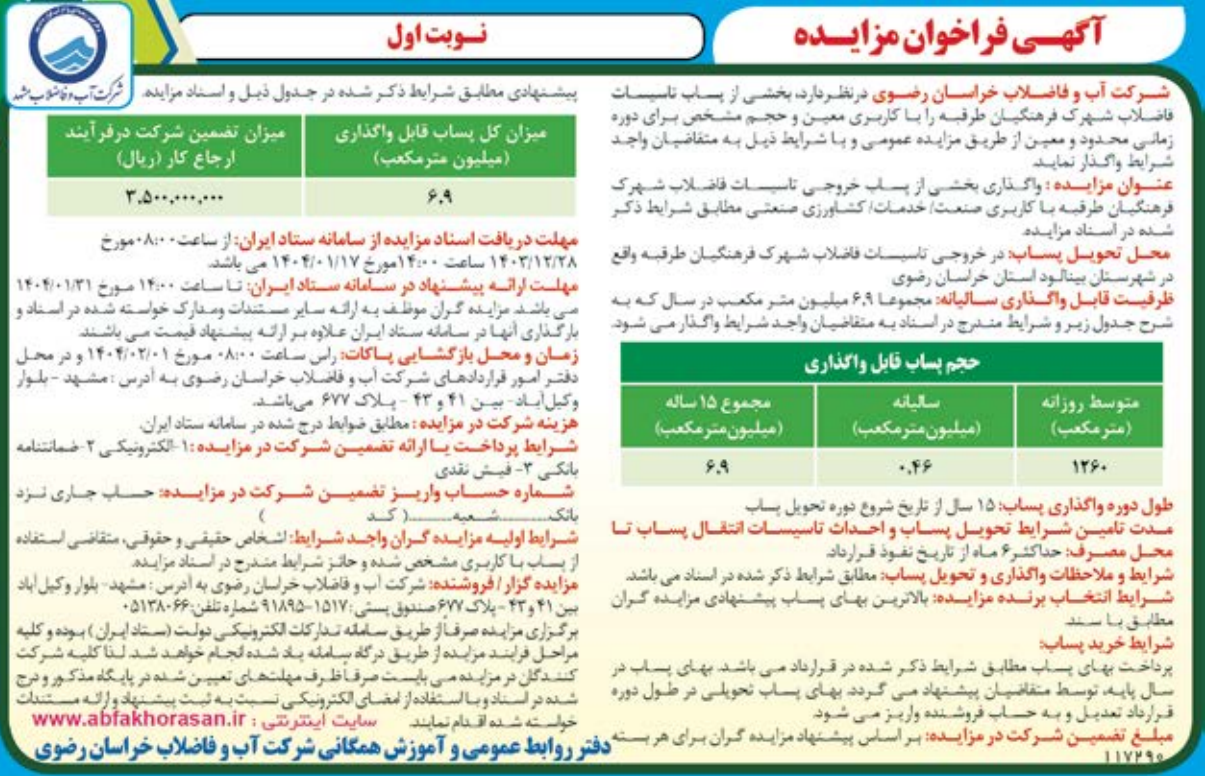 آگهی فراخوان مزایده
نوبت اول
شرکت آب و فاضلاب مشهد
شرکت آب و فاضلاب خراسان رضوی درنظردارد، بخشی از پساب تاسیسات
فاضلاب شهرک فرهنگیان طرقبه را با کاربری معین و حجم مشخص برای دوره
زمانی محدود و معین از طریق مزایده عمومی و با شرایط ذیل به متقاضیان واجد
شرایط واگذار نماید.
عنوان مزایده : واگذاری بخشی از پساب خروجی تاسیسات فاضلاب شهرک
فرهنگیان طرقبه با کاربری صنعت/ خدمات/ کشاورزی صنعتی مطابق شرایط ذکر
شده در اسناد مزایده.
محل تحویل پساب: در خروجی تاسیسات فاضلاب شهرک فرهنگیان طرقبه واقع
در شهرستان بینالود استان خراسان رضوی
ظرفیت قابل واگذاری سالیانه: مجموعا ۶.۹ میلیون متر مکعب در سال که به
شرح جدول زیر و شرایط مندرج در اسناد به متقاضیان واجد شرایط واگذار می شود.
حجم پساب قابل واگذاری
متوسط روزانه (مترمکعب) سالیانه (میلیون‌مترمکعب) مجموع ۱۵ ساله (میلیون‌مترمکعب)
۱۲۶۰ ۰.۴۶ ۶.۹
طول دوره واگذاری پساب: ۱۵ سال از تاریخ شروع دوره تحویل پساب
مدت تامین شرایط تحویل پساب و احداث تاسیسات انتقال پساب تا
محل مصرف: حداکثر۶ ماه از تاریخ نفوذ قرارداد.
شرایط و ملاحظات واگذاری و تحویل پساب: مطابق شرایط ذکر شده در اسناد می باشد.
شرایط انتخاب برنده مزایده: بالاترین بهای پساب پیشنهادی مزایده گران
مطابق با سند.
شرایط خرید پساب:
پرداخت بهای پساب مطابق شرایط ذکر شده در قرارداد می باشد. بهای پساب در
سال پایه، توسط متقاضیان پیشنهاد می گردد. بهای پساب تحویلی در طول دوره
قرارداد تعدیل و به حساب فروشنده واریز می شود.
مبلغ تضمین شرکت در مزایده: بر اساس پیشنهاد مزایده گران برای هر بسته
۱۱۷۲۹۰
پیشنهادی مطابق شرایط ذکر شده در جدول ذیل و اسناد مزایده.
میزان کل پساب قابل واگذاری (میلیون مترمکعب) میزان تضمین شرکت درفرآیند ارجاع کار (ریال)
۶.۹ ۳.۵۰۰.۰۰۰.۰۰۰
مهلت دریافت اسناد مزایده از سامانه ستاد ایران: از ساعت ۰۸:۰۰ مورخ
۱۴۰۳/۱۲/۲۸ ساعت ۱۴:۰۰ مورخ ۱۴۰۴/۰۱/۱۷ می باشد.
مهلت ارائه پیشنهاد در سامانه ستاد ایران: تا ساعت ۱۴:۰۰ مورخ ۱۴۰۴/۰۱/۳۱
می باشد. مزایده گران موظف به ارائه سایر مستندات ومدارک خواسته شده در اسناد و
بارگذاری آنها در سامانه ستاد ایران علاوه بر ارائه پیشنهاد قیمت می باشند.
زمان و محل بازگشایی پاکات: راس ساعت ۰۸:۰۰ مورخ ۱۴۰۴/۰۲/۰۱ و در محل
دفتر امور قراردادهای شرکت آب و فاضلاب خراسان رضوی به آدرس : مشهد - بلوار
وکیل‌آباد- بین ۴۱ و ۴۳ - پلاک ۶۷۷ می‌باشد.
هزینه شرکت در مزایده : مطابق ضوابط درج شده در سامانه ستاد ایران.
شرایط پرداخت یا ارائه تضمین شرکت در مزایده: ۱-الکترونیکی ۲-ضمانتنامه
بانکی ۳- فیش نقدی
شماره حساب واریز تضمین شرکت در مزایده: حساب جاری نزد
بانک..............شعبه..........( کد )
شرایط اولیه مزایده گران واجد شرایط: اشخاص حقیقی و حقوقی، متقاضی استفاده
از پساب با کاربری مشخص شده و حائز شرایط مندرج در اسناد مزایده.
مزایده گزار / فروشنده: شرکت آب و فاضلاب خراسان رضوی به آدرس : مشهد- بلوار وکیل‌آباد
بین ۴۱ و ۴۳ - پلاک ۶۷۷ صندوق پستی: ۱۵۱۷-۹۱۸۹۵ شماره تلفن: ۰۵۱۳۸۰۶۶
برگزاری مزایده صرفاً از طریق سامانه تدارکات الکترونیکی دولت (ستاد ایران) بوده و کلیه
مراحل فرایند مزایده از طریق درگاه سامانه یاد شده انجام خواهد شد. لذا کلیه شرکت
کنندگان در مزایده می بایست صرفاً ظرف مهلت‌های تعیین شده در پایگاه مذکور و درج
شده در اسناد و با استفاده از امضای الکترونیکی نسبت به ثبت پیشنهاد و ارائه مستندات
خواسته شده اقدام نمایند. سایت اینترنتی : www.abfakhorasan.ir
دفتر روابط عمومی و آموزش همگانی شرکت آب و فاضلاب خراسان رضوی